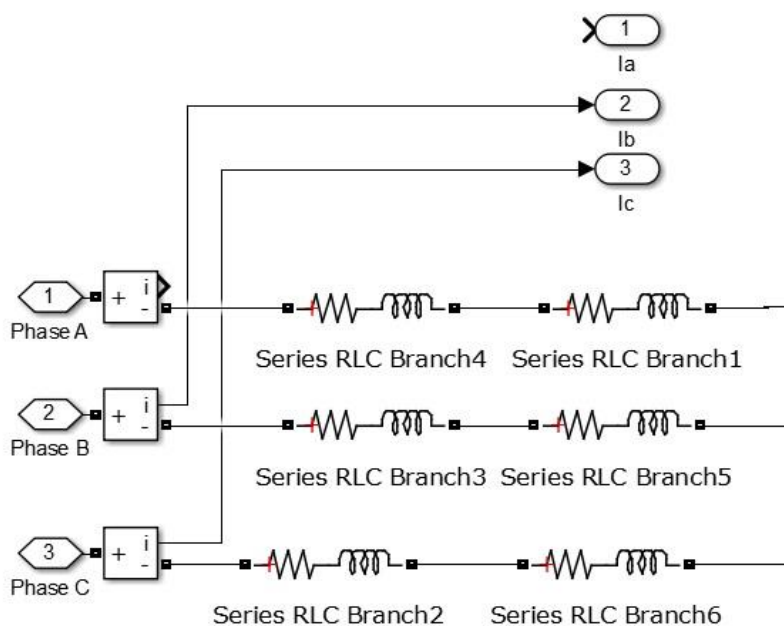 1
Ia
2
Ib
3
Ic
1
+
i
-
Phase A
Series RLC Branch4 Series RLC Branch1
2
+
i
-
Phase B
Series RLC Branch3 Series RLC Branch5
3
+
i
-
Phase C
Series RLC Branch2 Series RLC Branch6